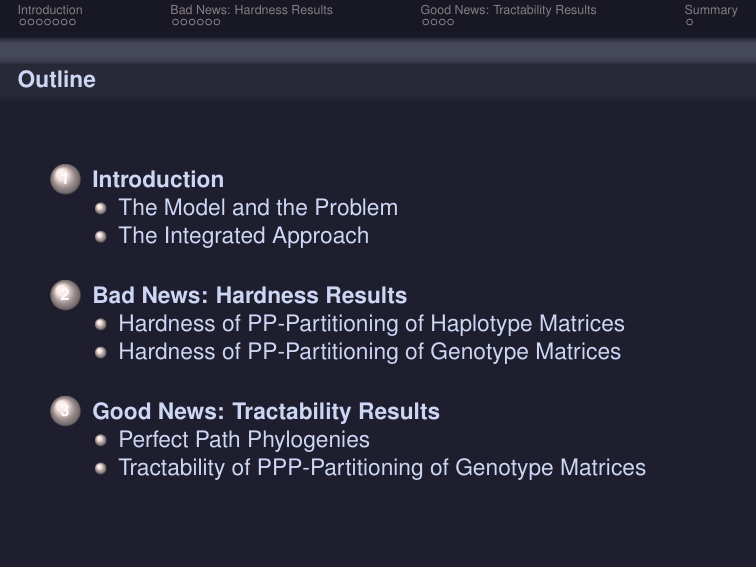 Introduction Bad News: Hardness Results Good News: Tractability Results Summary
Outline
1 Introduction
The Model and the Problem
The Integrated Approach
2 Bad News: Hardness Results
Hardness of PP-Partitioning of Haplotype Matrices
Hardness of PP-Partitioning of Genotype Matrices
3 Good News: Tractability Results
Perfect Path Phylogenies
Tractability of PPP-Partitioning of Genotype Matrices